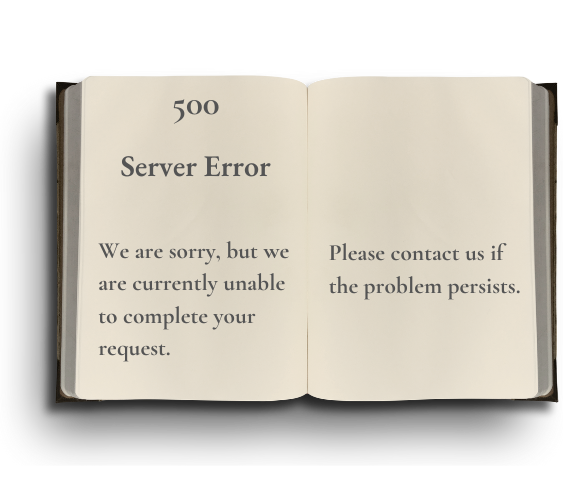 500
Server Error
We are sorry, but we
are currently unable
to complete your
request.
Please contact us if
the problem persists.